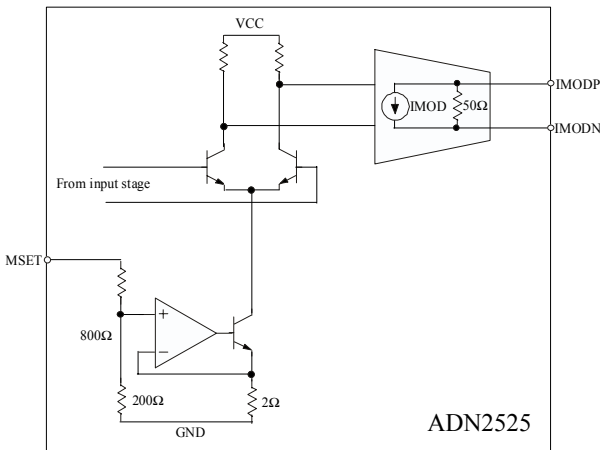 VCC
IMODP
IMOD
50Ω
IMODN
From input stage
MSET
+
−
800Ω
200Ω
2Ω
GND
ADN2525